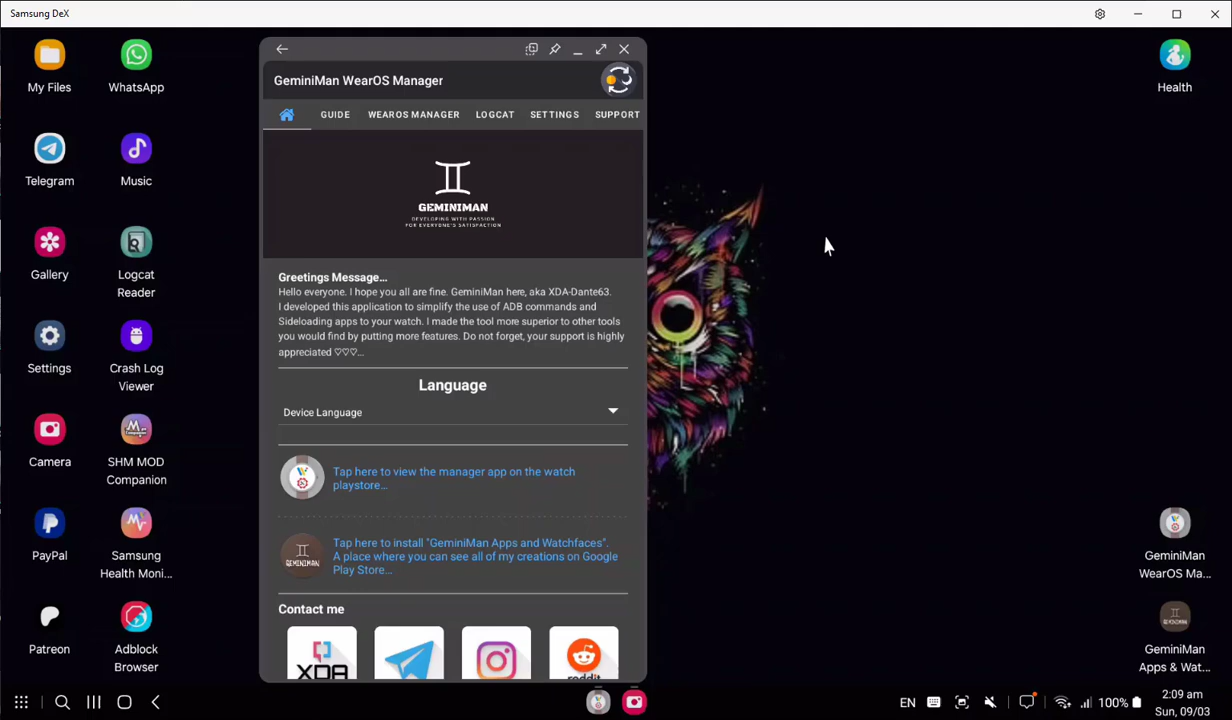 Samsung DeX
My Files
WhatsApp
Telegram
Music
Gallery
Logcat
Reader
Settings
Crash Log
Viewer
Camera
SHM MOD
Companion
PayPal
Samsung
Health Moni...
Patreon
Adblock
Browser
GeminiMan WearOS Manager
GUIDE
WEAROS MANAGER
LOGCAT
SETTINGS
SUPPORT
GEMINIMAN
DEVELOPING WITH PASSION
FOR EVERYONE'S SATISFACTION
Greetings Message...
Hello everyone. I hope you all are fine. GeminiMan here, aka XDA-Dante63.
I developed this application to simplify the use of ADB commands and
Sideloading apps to your watch. I made the tool more superior to other tools
you would find by putting more features. Do not forget, your support is highly
appreciated ♡♡♡...
Language
Device Language
Tap here to view the manager app on the watch
playstore...
Tap here to install "GeminiMan Apps and Watchfaces".
A place where you can see all of my creations on Google
Play Store...
GEMINIMAN
Contact me
XDA
reddit
Health
GeminiMan
WearOS Ma...
GEMINIMAN
GeminiMan
Apps & Wat...
EN
100%
2:09 am
Sun, 09/03